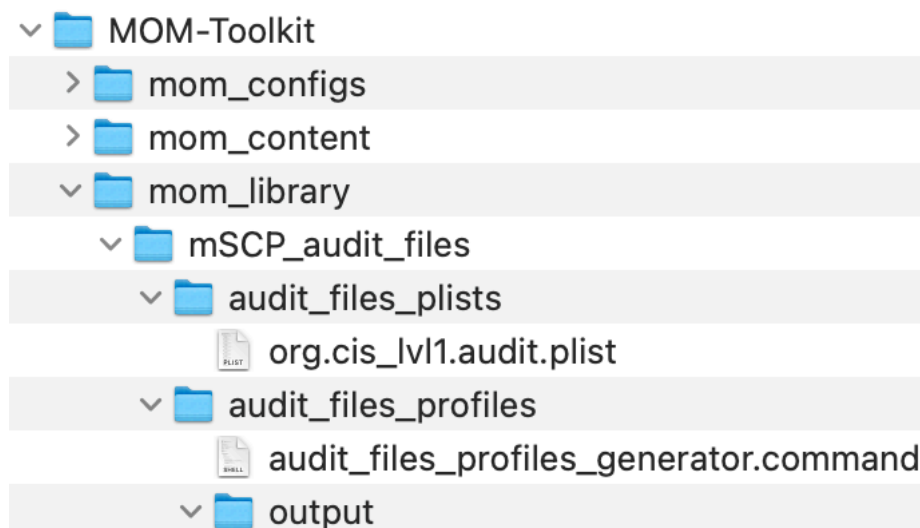 MOM-Toolkit
mom_configs
mom_content
mom_library
mSCP_audit_files
audit_files_plists
PLIST
org.cis_lvl1.audit.plist
audit_files_profiles
SHELL
audit_files_profiles_generator.command
output